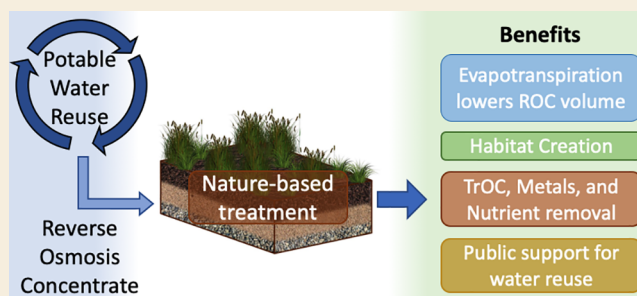 Potable
Water
Reuse
Reverse
Osmosis
Concentrate
Nature-based
treatment
Benefits
Evapotranspiration
lowers ROC volume
Habitat Creation
TrOC, Metals, and
Nutrient removal
Public support for
water reuse